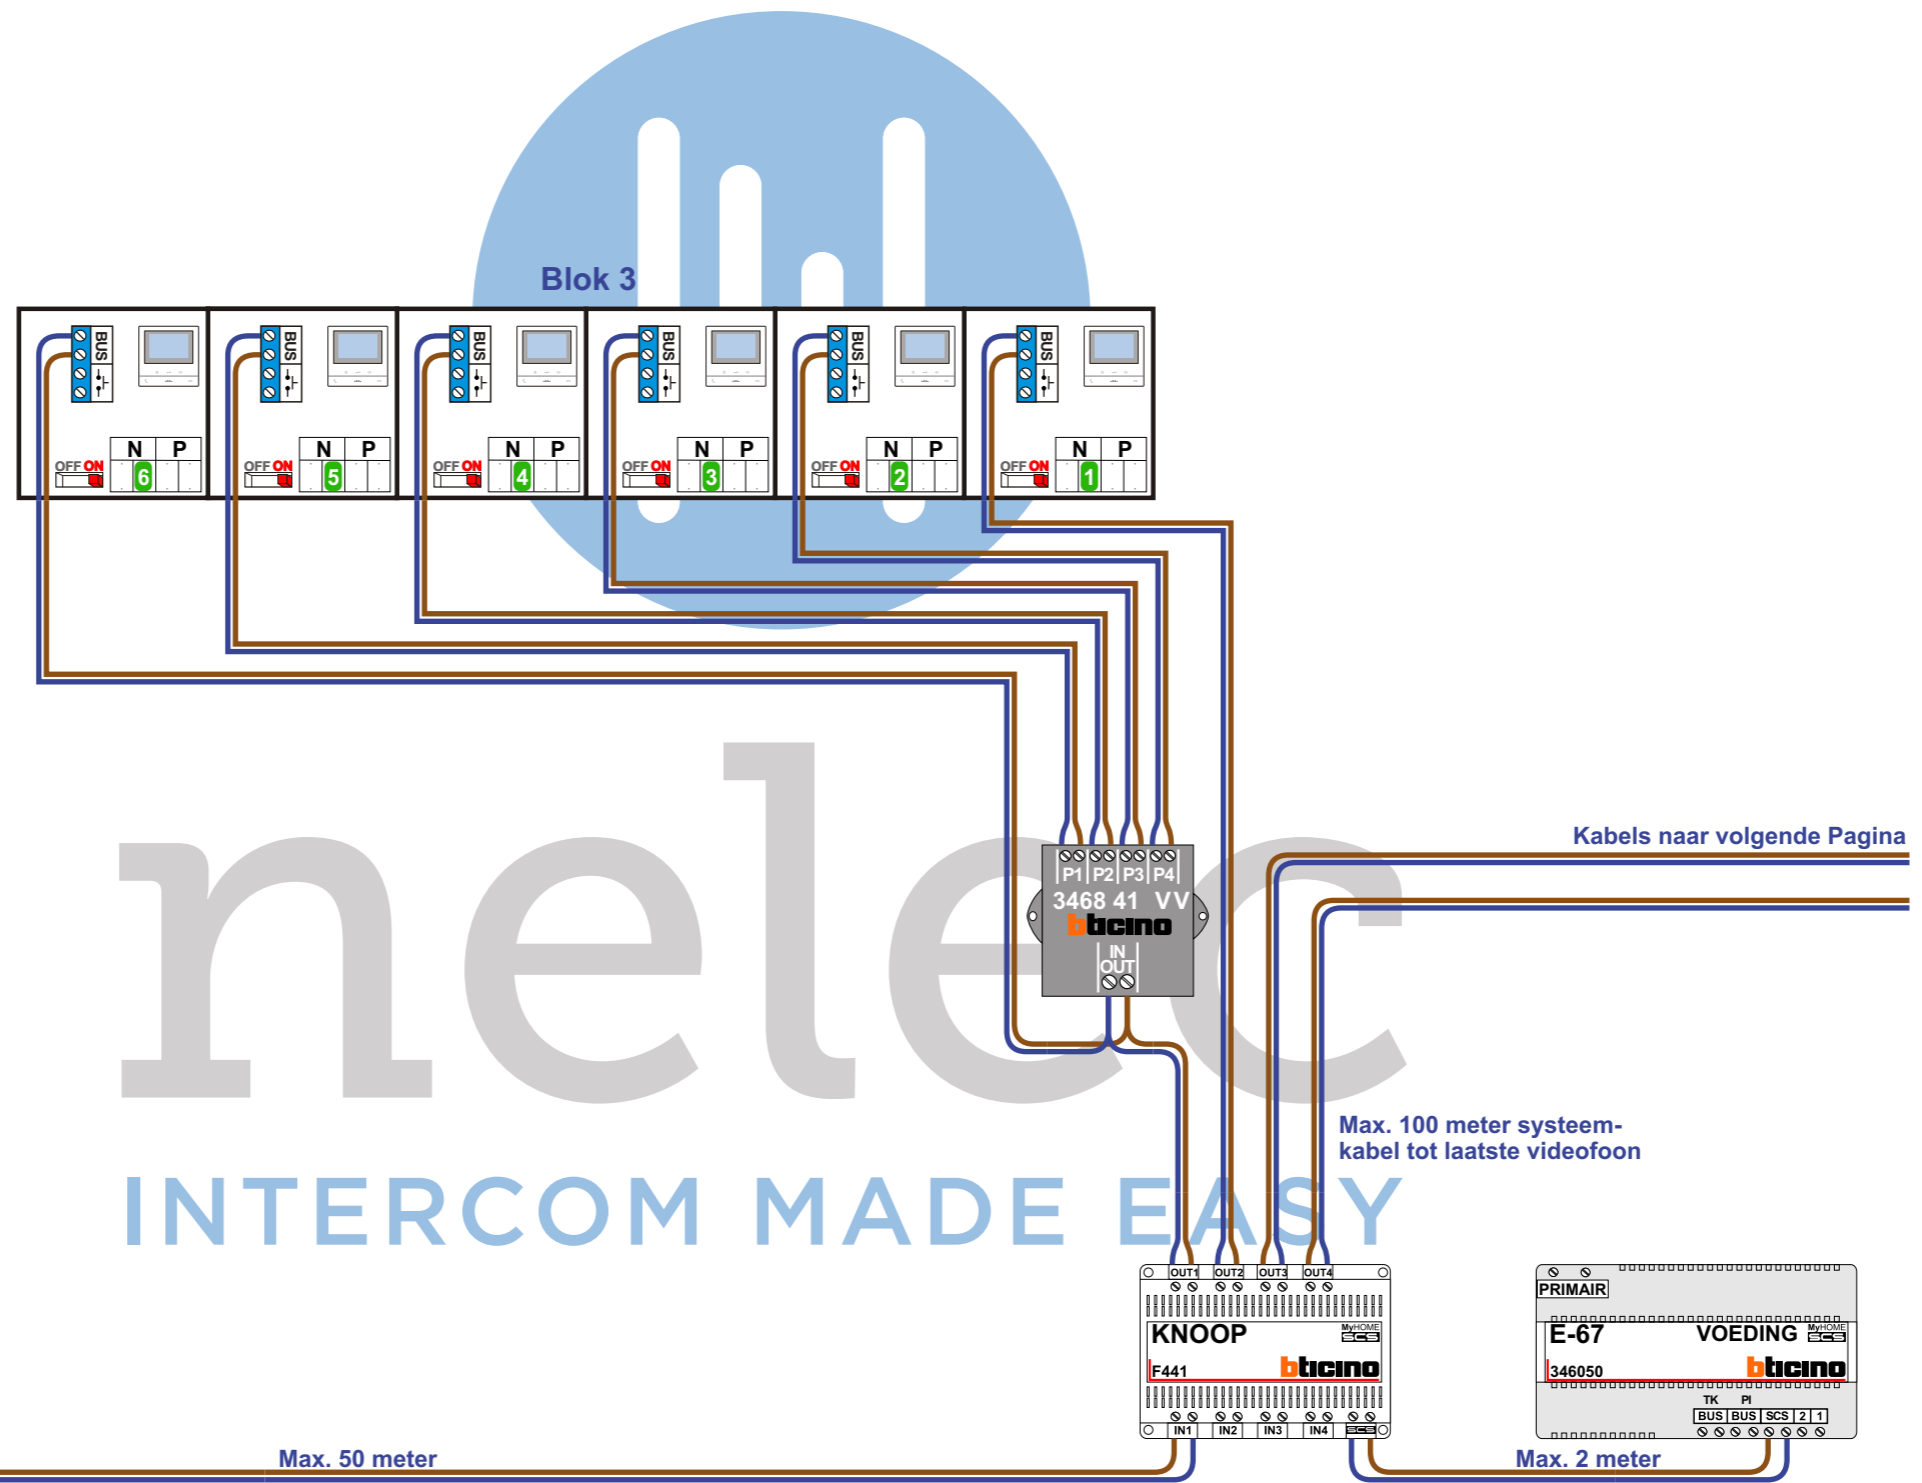 Blok 3
BUS BUS BUS BUS BUS BUS
N P N P N P N P N P N P
OFF ON OFF ON OFF ON OFF ON OFF ON OFF ON
6 5 4 3 2 1
nelec
INTERCOM MADE EASY
Kabels naar volgende Pagina
P1 P2 P3 P4
3468 41 VV
bticino
IN
OUT
Max. 100 meter systeem-
kabel tot laatste videofoon
OUT1 OUT2 OUT3 OUT4
KNOOP MyHOME
SCS
F441 bticino
IN1 IN2 IN3 IN4 SCS
PRIMAIR
E-67 VOEDING MyHOME
SCS
346050 bticino
TK PI
BUS BUS SCS 2 1
Max. 50 meter
Max. 2 meter